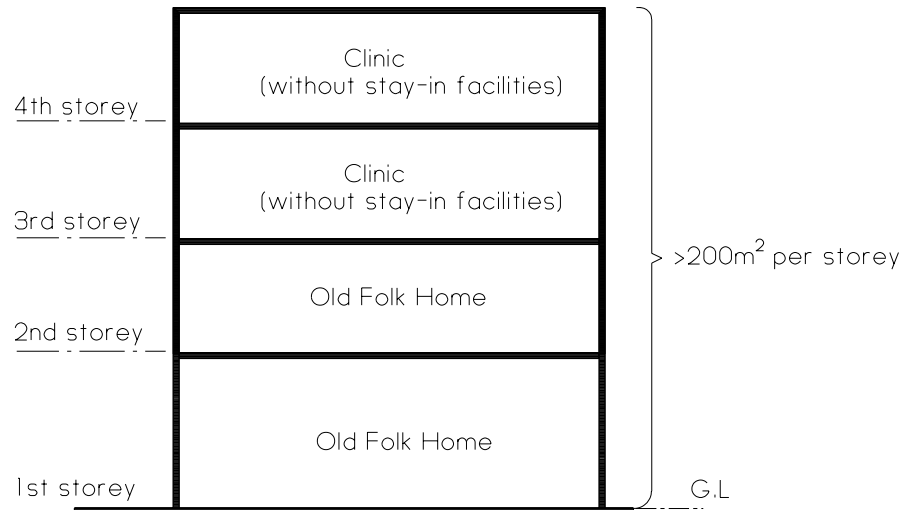 Clinic
(without stay-in facilities)
4th storey
Clinic
(without stay-in facilities)
3rd storey
>200m² per storey
Old Folk Home
2nd storey
Old Folk Home
1st storey
G.L